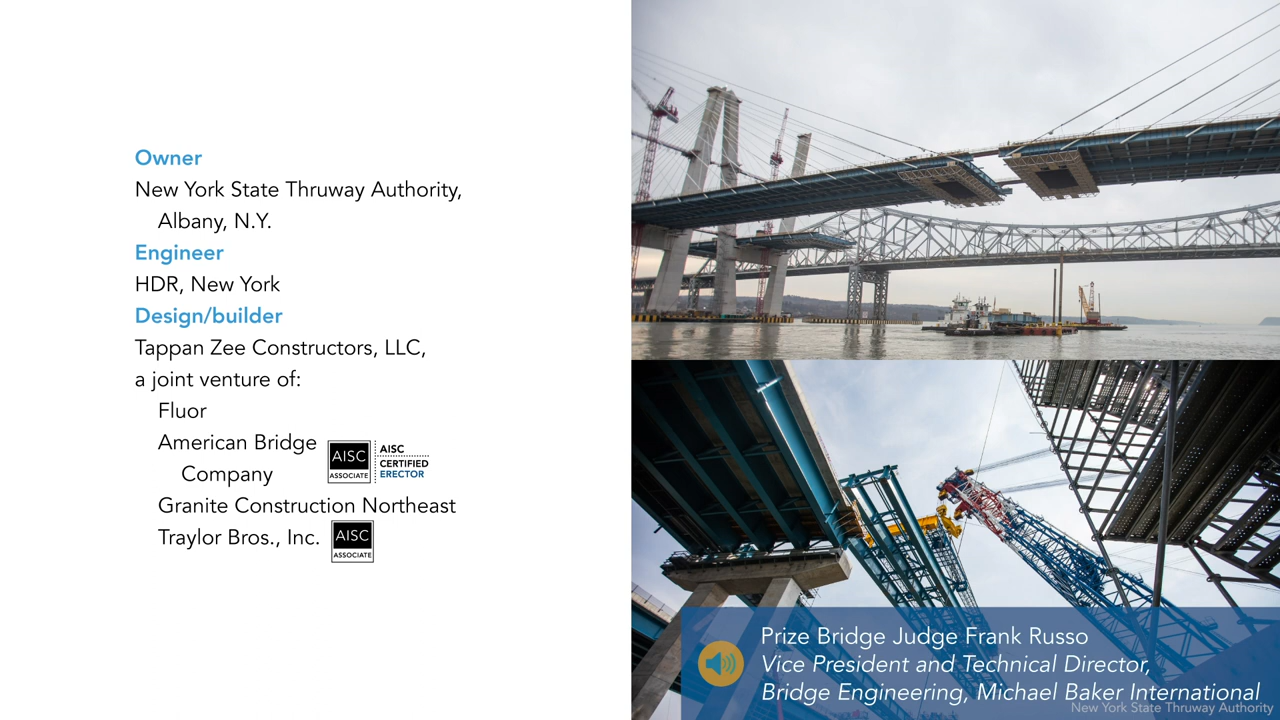 Owner
New York State Thruway Authority,
Albany, N.Y.
Engineer
HDR, New York
Design/builder
Tappan Zee Constructors, LLC,
a joint venture of:
Fluor
American Bridge
Company
AISC
ASSOCIATE
AISC
CERTIFIED
ERECTOR
Granite Construction Northeast
Traylor Bros., Inc.
AISC
ASSOCIATE
Prize Bridge Judge Frank Russo
Vice President and Technical Director,
Bridge Engineering, Michael Baker International
New York State Thruway Authority